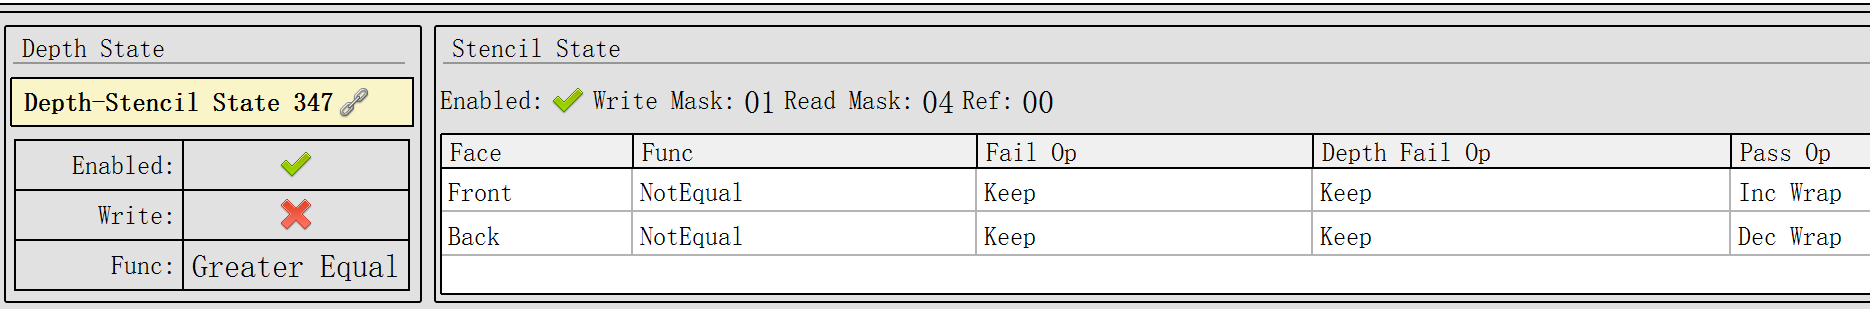 Depth State
Depth-Stencil State 347
Enabled:
Write:
Func: Greater Equal
Stencil State
Enabled: Write Mask: 01 Read Mask: 04 Ref: 00
Face Func Fail Op Depth Fail Op Pass Op
Front NotEqual Keep Keep Inc Wrap
Back NotEqual Keep Keep Dec Wrap